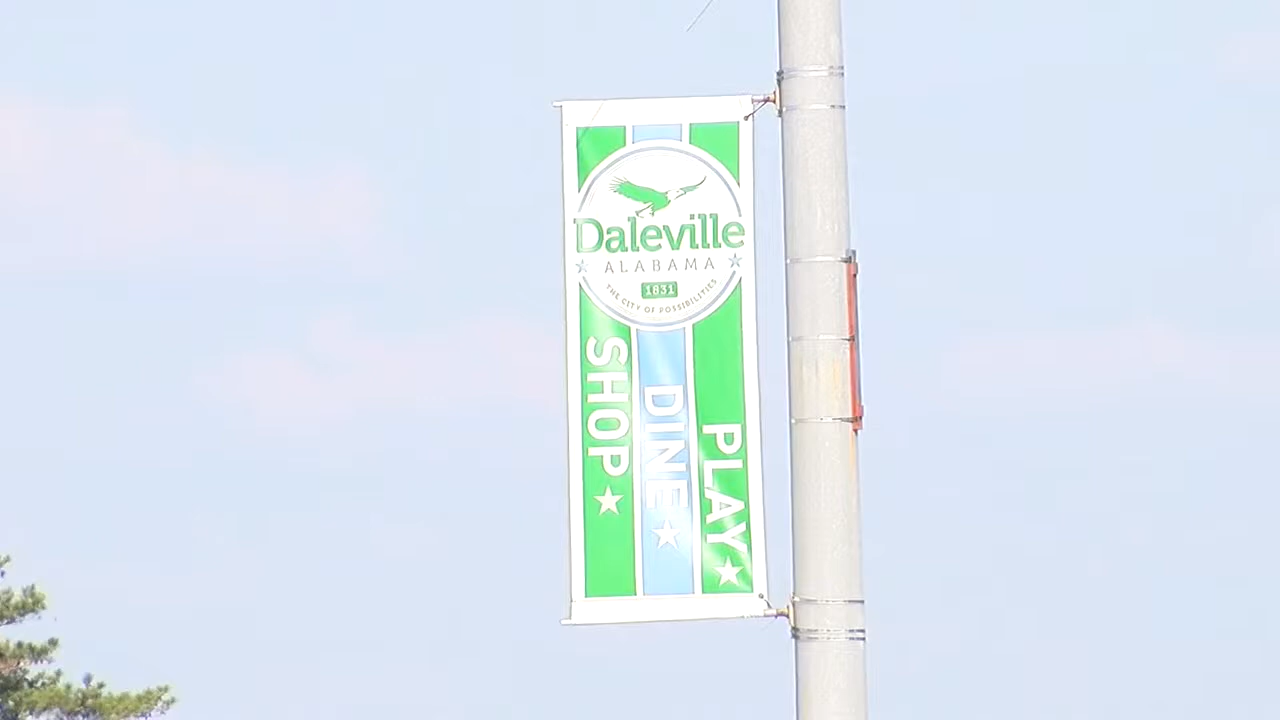 Daleville
ALABAMA
1831
THE CITY OF POSSIBILITIES
SHOP
DINE
PLAY